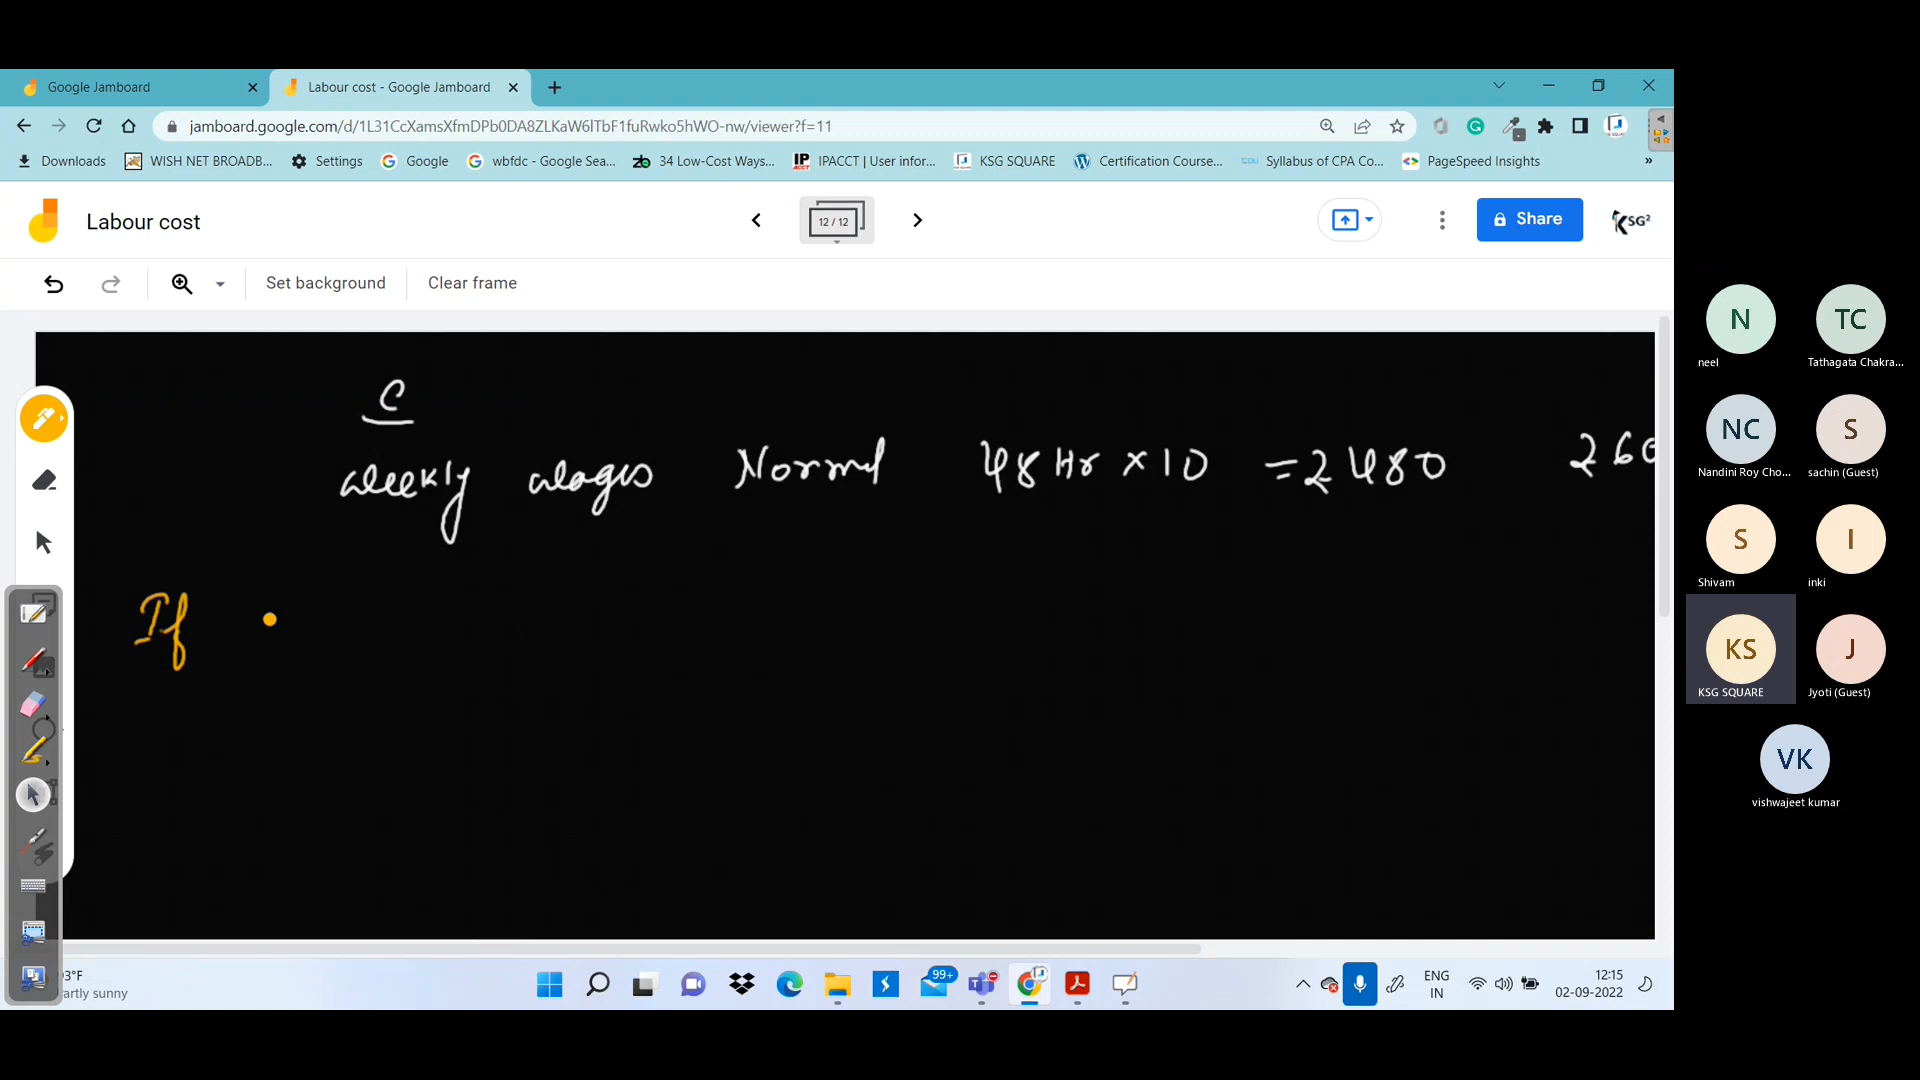 Google Jamboard
Labour cost - Google Jamboard
jamboard.google.com/d/1L31CcXamsXfmDPb0DA8ZLKaW6lTbF1fuRwko5hWO-nw/viewer?f=11
Downloads WISH NET BROADB... Settings Google wbfdc - Google Sea... 34 Low-Cost Ways... IPACCT | User infor... KSG SQUARE Certification Course... Syllabus of CPA Co... PageSpeed Insights »
Labour cost
12 / 12
Share
KSG²
Set background Clear frame
C
weekly wages Normal 48 Hr × 10 = 2480 260
If
N
neel
TC
Tathagata Chakra...
NC
Nandini Roy Cho...
S
sachin (Guest)
S
Shivam
I
inki
KS
KSG SQUARE
J
Jyoti (Guest)
VK
vishwajeet kumar
93°F
artly sunny
99+
ENG
IN
12:15
02-09-2022